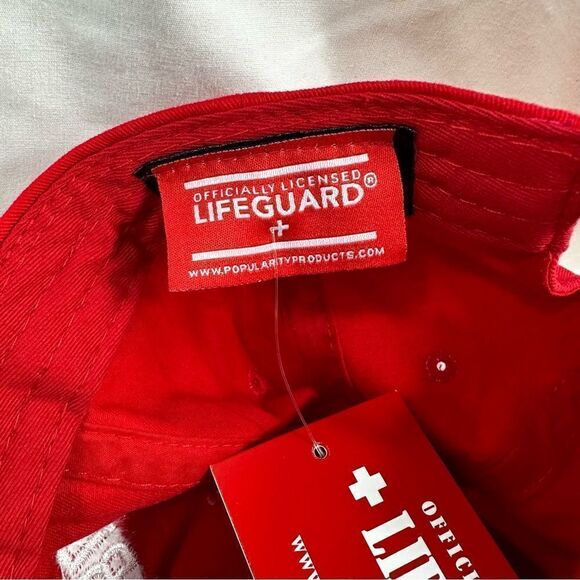 OFFICIALLY LICENSED
LIFEGUARD®
+
WWW.POPULARITYPRODUCTS.COM